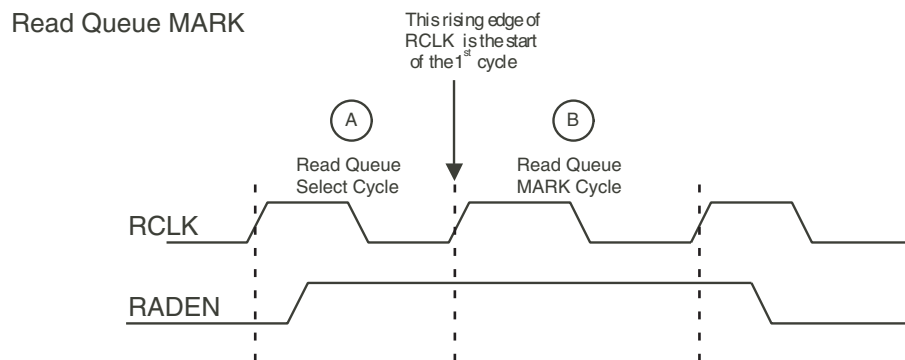 Read Queue MARK
This rising edge of
RCLK is the start
of the 1st cycle
A
B
Read Queue
Select Cycle
Read Queue
MARK Cycle
RCLK
RADEN